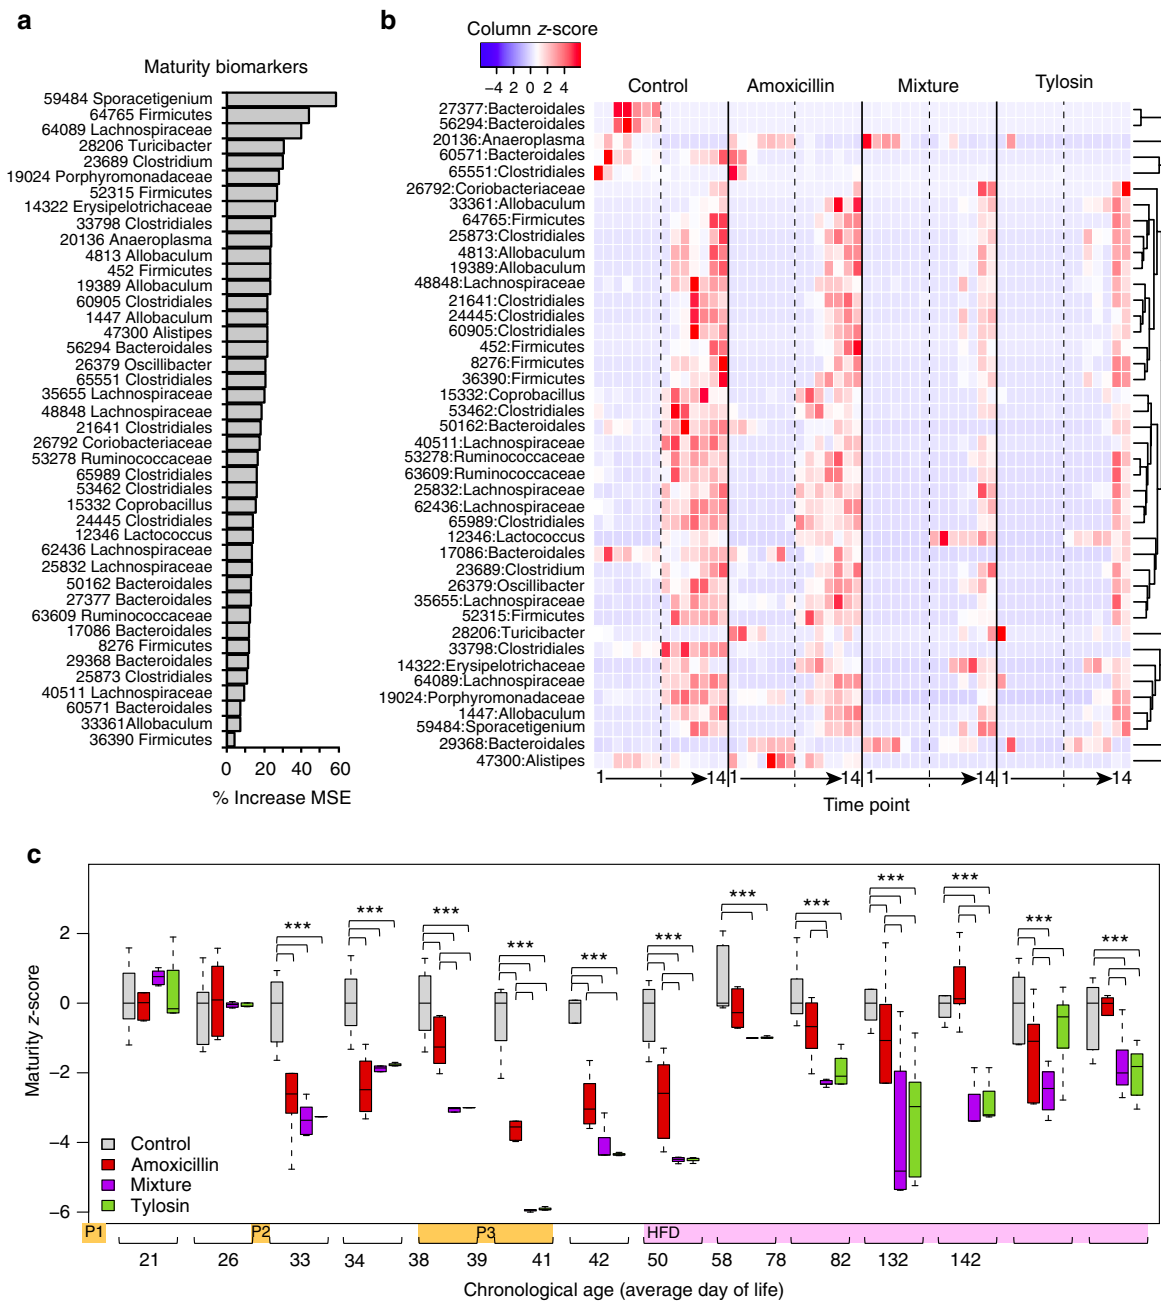 a
Maturity biomarkers
59484 Sporacetigenium
64765 Firmicutes
64089 Lachnospiraceae
28206 Turicibacter
23689 Clostridium
19024 Porphyromonadaceae
52315 Firmicutes
14322 Erysipelotrichaceae
33798 Clostridiales
20136 Anaeroplasma
4813 Allobaculum
452 Firmicutes
19389 Allobaculum
60905 Clostridiales
1447 Allobaculum
47300 Alistipes
56294 Bacteroidales
26379 Oscillibacter
65551 Clostridiales
35655 Lachnospiraceae
48848 Lachnospiraceae
21641 Clostridiales
26792 Coriobacteriaceae
53278 Ruminococcaceae
65989 Clostridiales
53462 Clostridiales
15332 Coprobacillus
24445 Clostridiales
12346 Lactococcus
62436 Lachnospiraceae
25832 Lachnospiraceae
50162 Bacteroidales
27377 Bacteroidales
63609 Ruminococcaceae
17086 Bacteroidales
8276 Firmicutes
29368 Bacteroidales
25873 Clostridiales
40511 Lachnospiraceae
60571 Bacteroidales
33361Allobaculum
36390 Firmicutes
0 20 40 60
% Increase MSE
b
Column z-score
−4 −2 0 2 4
Control Amoxicillin Mixture Tylosin
27377:Bacteroidales
56294:Bacteroidales
20136:Anaeroplasma
60571:Bacteroidales
65551:Clostridiales
26792:Coriobacteriaceae
33361:Allobaculum
64765:Firmicutes
25873:Clostridiales
4813:Allobaculum
19389:Allobaculum
48848:Lachnospiraceae
21641:Clostridiales
24445:Clostridiales
60905:Clostridiales
452:Firmicutes
8276:Firmicutes
36390:Firmicutes
15332:Coprobacillus
53462:Clostridiales
50162:Bacteroidales
40511:Lachnospiraceae
53278:Ruminococcaceae
63609:Ruminococcaceae
25832:Lachnospiraceae
62436:Lachnospiraceae
65989:Clostridiales
12346:Lactococcus
17086:Bacteroidales
23689:Clostridium
26379:Oscillibacter
35655:Lachnospiraceae
52315:Firmicutes
28206:Turicibacter
33798:Clostridiales
14322:Erysipelotrichaceae
64089:Lachnospiraceae
19024:Porphyromonadaceae
1447:Allobaculum
59484:Sporacetigenium
29368:Bacteroidales
47300:Alistipes
1 14 1 14 1 14 1 14
Time point
c
Maturity z-score
2
0
−2
−4
−6
*** *** *** *** *** *** *** *** *** *** *** ***
Control
Amoxicillin
Mixture
Tylosin
P1 P2 P3 HFD
21 26 33 34 38 39 41 42 50 58 78 82 132 142
Chronological age (average day of life)